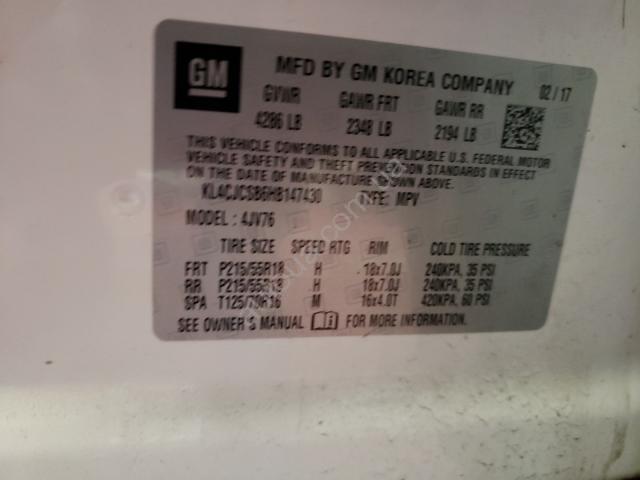 GM
MFD BY GM KOREA COMPANY 02/17
GVWR GAWR FRT GAWR RR
4286 LB 2348 LB 2194 LB
THIS VEHICLE CONFORMS TO ALL APPLICABLE U.S. FEDERAL MOTOR
VEHICLE SAFETY AND THEFT PREVENTION STANDARDS IN EFFECT
ON THE DATE OF MANUFACTURE SHOWN ABOVE.
KL4CJCSB6HB147430 TYPE: MPV
MODEL: 4JV76
TIRE SIZE SPEED RTG RIM COLD TIRE PRESSURE
FRT P215/55R18 H 18x7.0J 240KPA, 35 PSI
RR P215/55R18 H 18x7.0J 240KPA, 35 PSI
SPA T125/70R16 M 16x4.0T 420KPA, 60 PSI
SEE OWNER'S MANUAL FOR MORE INFORMATION.